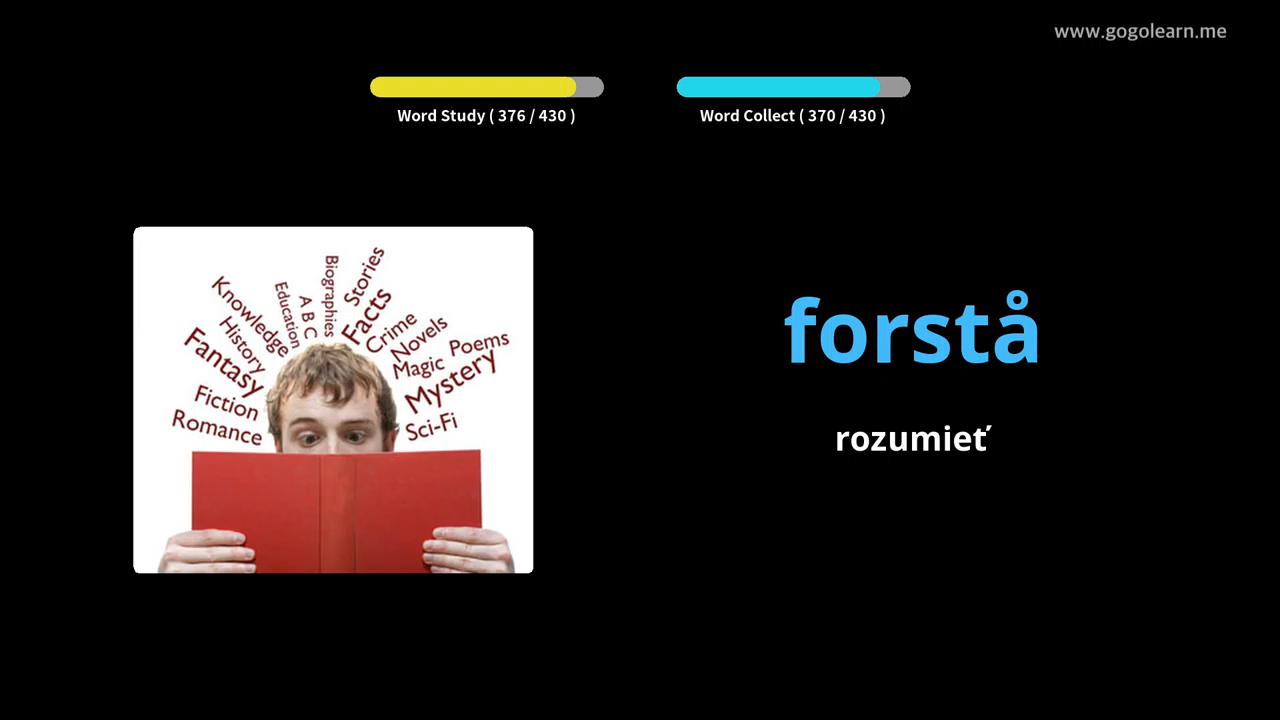 www.gogolearn.me
Word Study ( 376 / 430 )
Word Collect ( 370 / 430 )
Knowledge
Education
A B C
Biographies
Stories
Facts
History
Crime
Novels
Fantasy
Magic
Poems
Mystery
Fiction
Romance
Sci-Fi
forstå
rozumieť